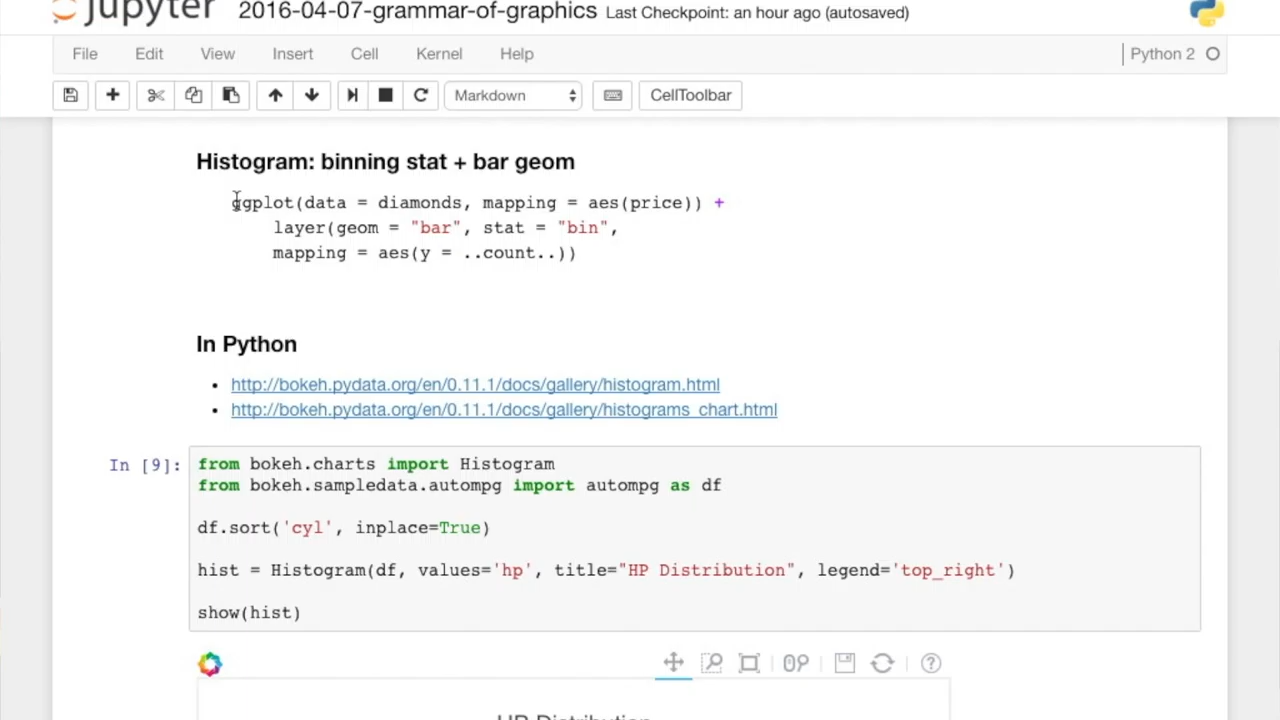 jupyter 2016-04-07-grammar-of-graphics Last Checkpoint: an hour ago (autosaved)
File Edit View Insert Cell Kernel Help Python 2
Markdown CellToolbar
Histogram: binning stat + bar geom
ggplot(data = diamonds, mapping = aes(price)) +
layer(geom = "bar", stat = "bin",
mapping = aes(y = ..count..))
In Python
• http://bokeh.pydata.org/en/0.11.1/docs/gallery/histogram.html
• http://bokeh.pydata.org/en/0.11.1/docs/gallery/histograms_chart.html
In [9]: from bokeh.charts import Histogram
from bokeh.sampledata.autompg import autompg as df
df.sort('cyl', inplace=True)
hist = Histogram(df, values='hp', title="HP Distribution", legend='top_right')
show(hist)
HP Distribution